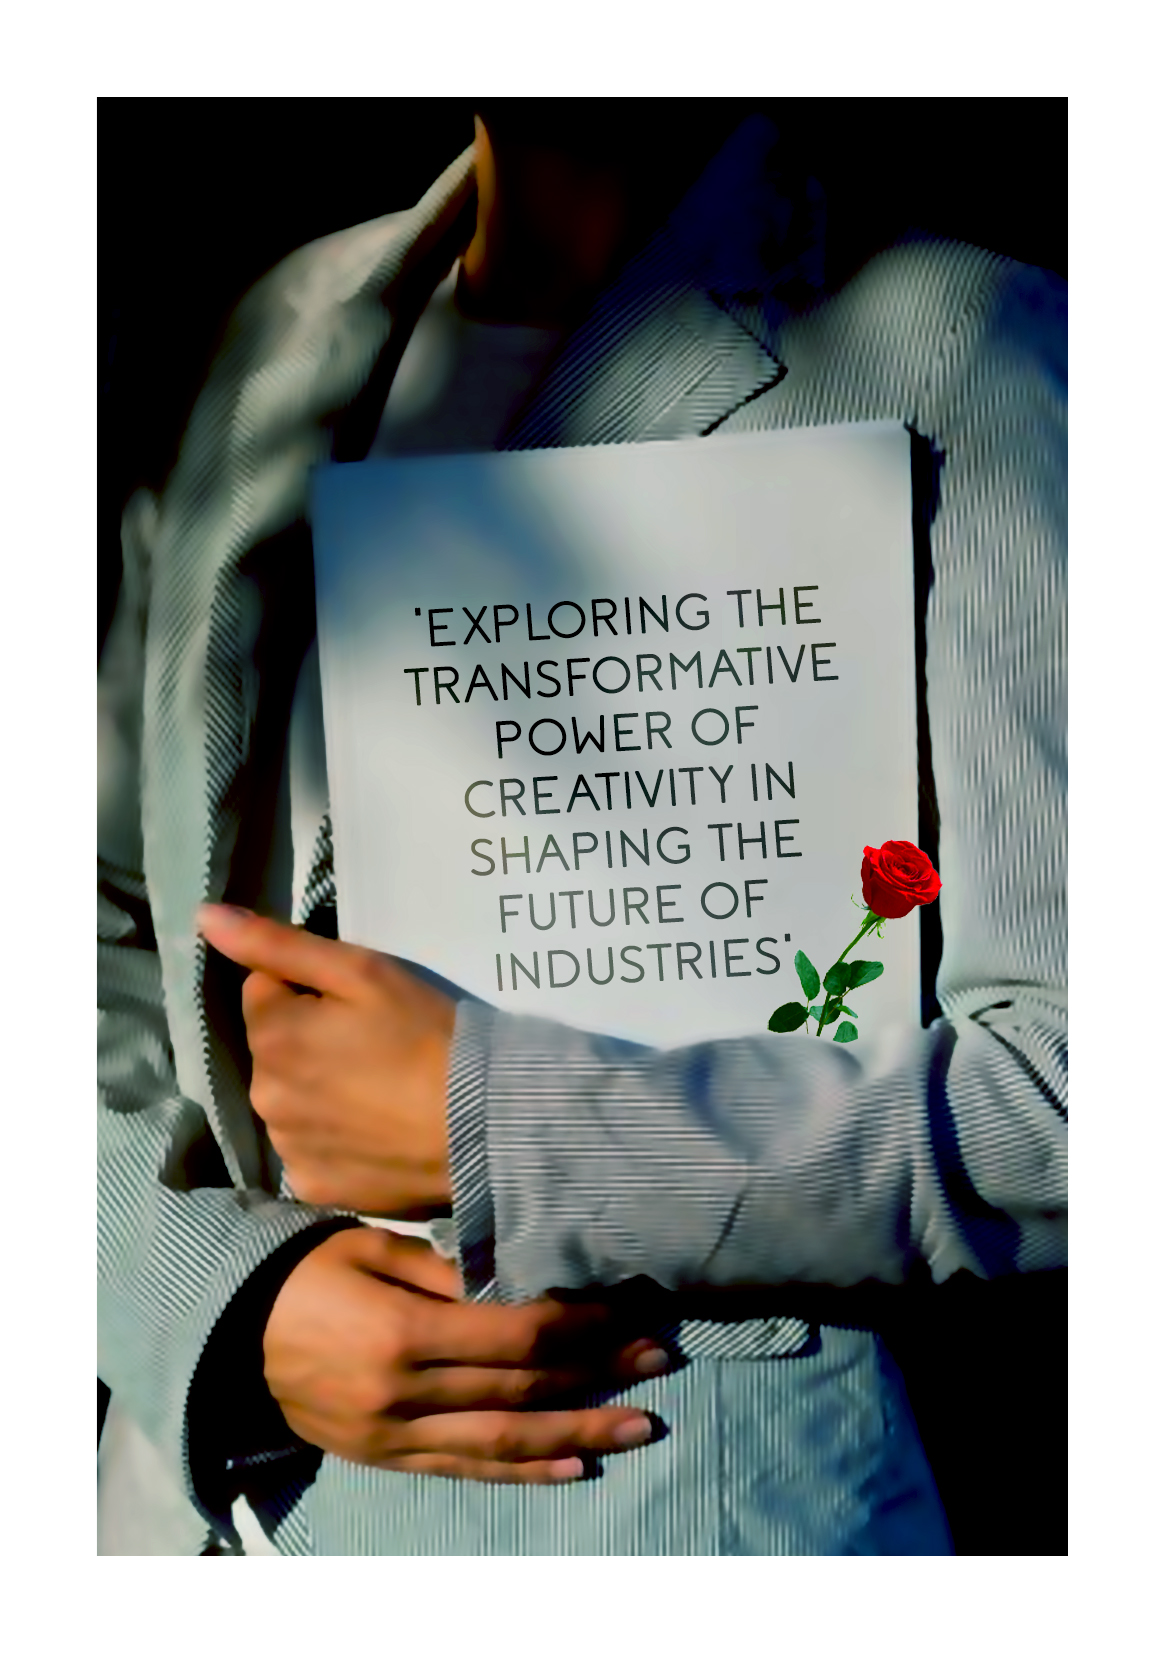 'EXPLORING THE
TRANSFORMATIVE
POWER OF
CREATIVITY IN
SHAPING THE
FUTURE OF
INDUSTRIES'